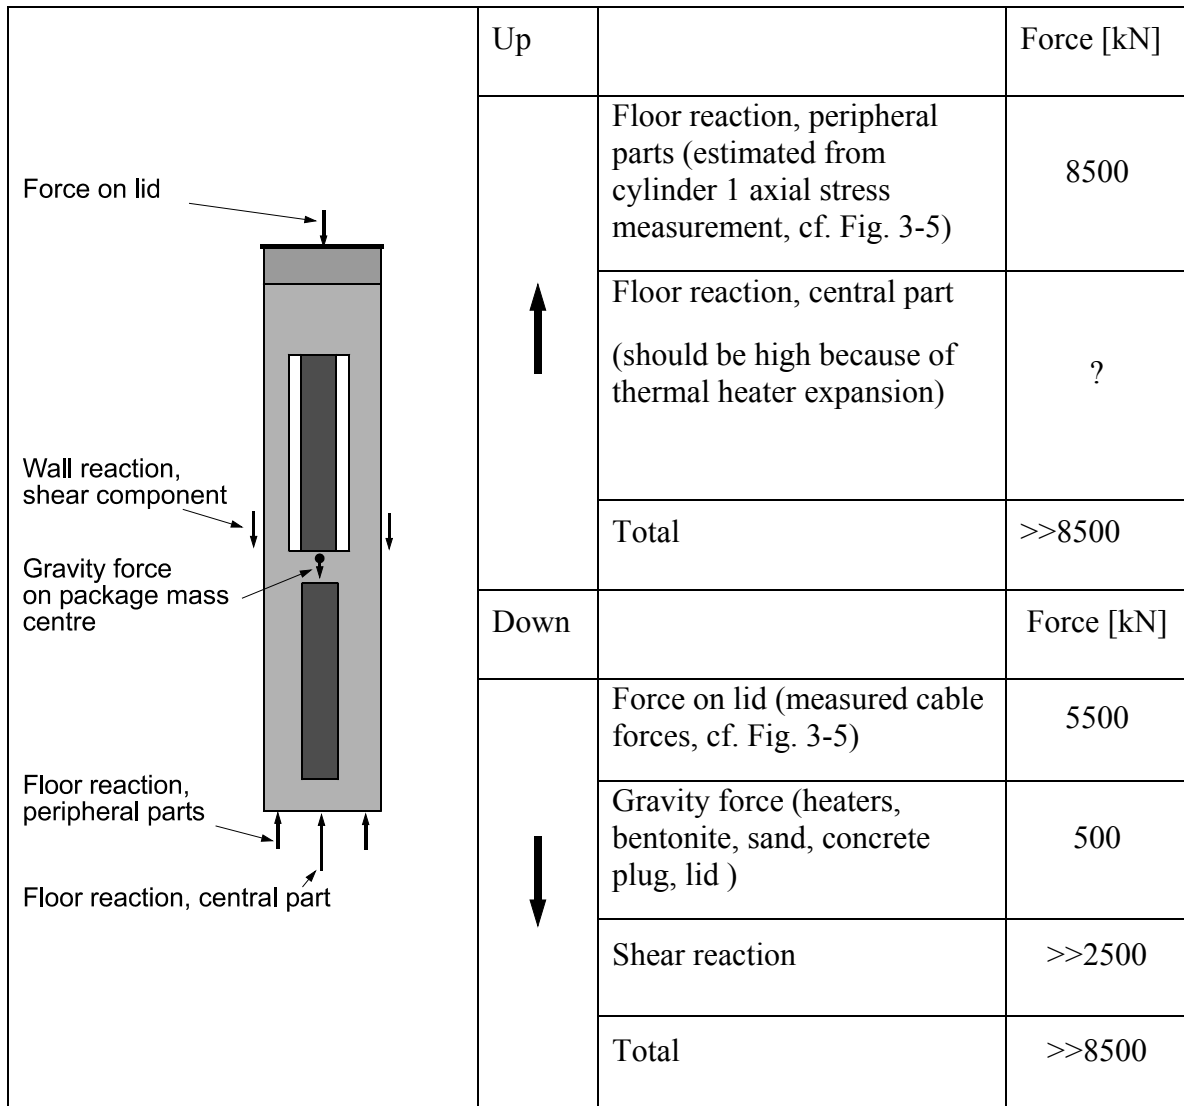 Force on lid
Wall reaction,
shear component
Gravity force
on package mass
centre
Floor reaction,
peripheral parts
Floor reaction, central part
Up
Force [kN]
Floor reaction, peripheral
parts (estimated from
cylinder 1 axial stress
measurement, cf. Fig. 3-5)
8500
Floor reaction, central part
(should be high because of
thermal heater expansion)
?
Total
>>8500
Down
Force [kN]
Force on lid (measured cable
forces, cf. Fig. 3-5)
5500
Gravity force (heaters,
bentonite, sand, concrete
plug, lid )
500
Shear reaction
>>2500
Total
>>8500